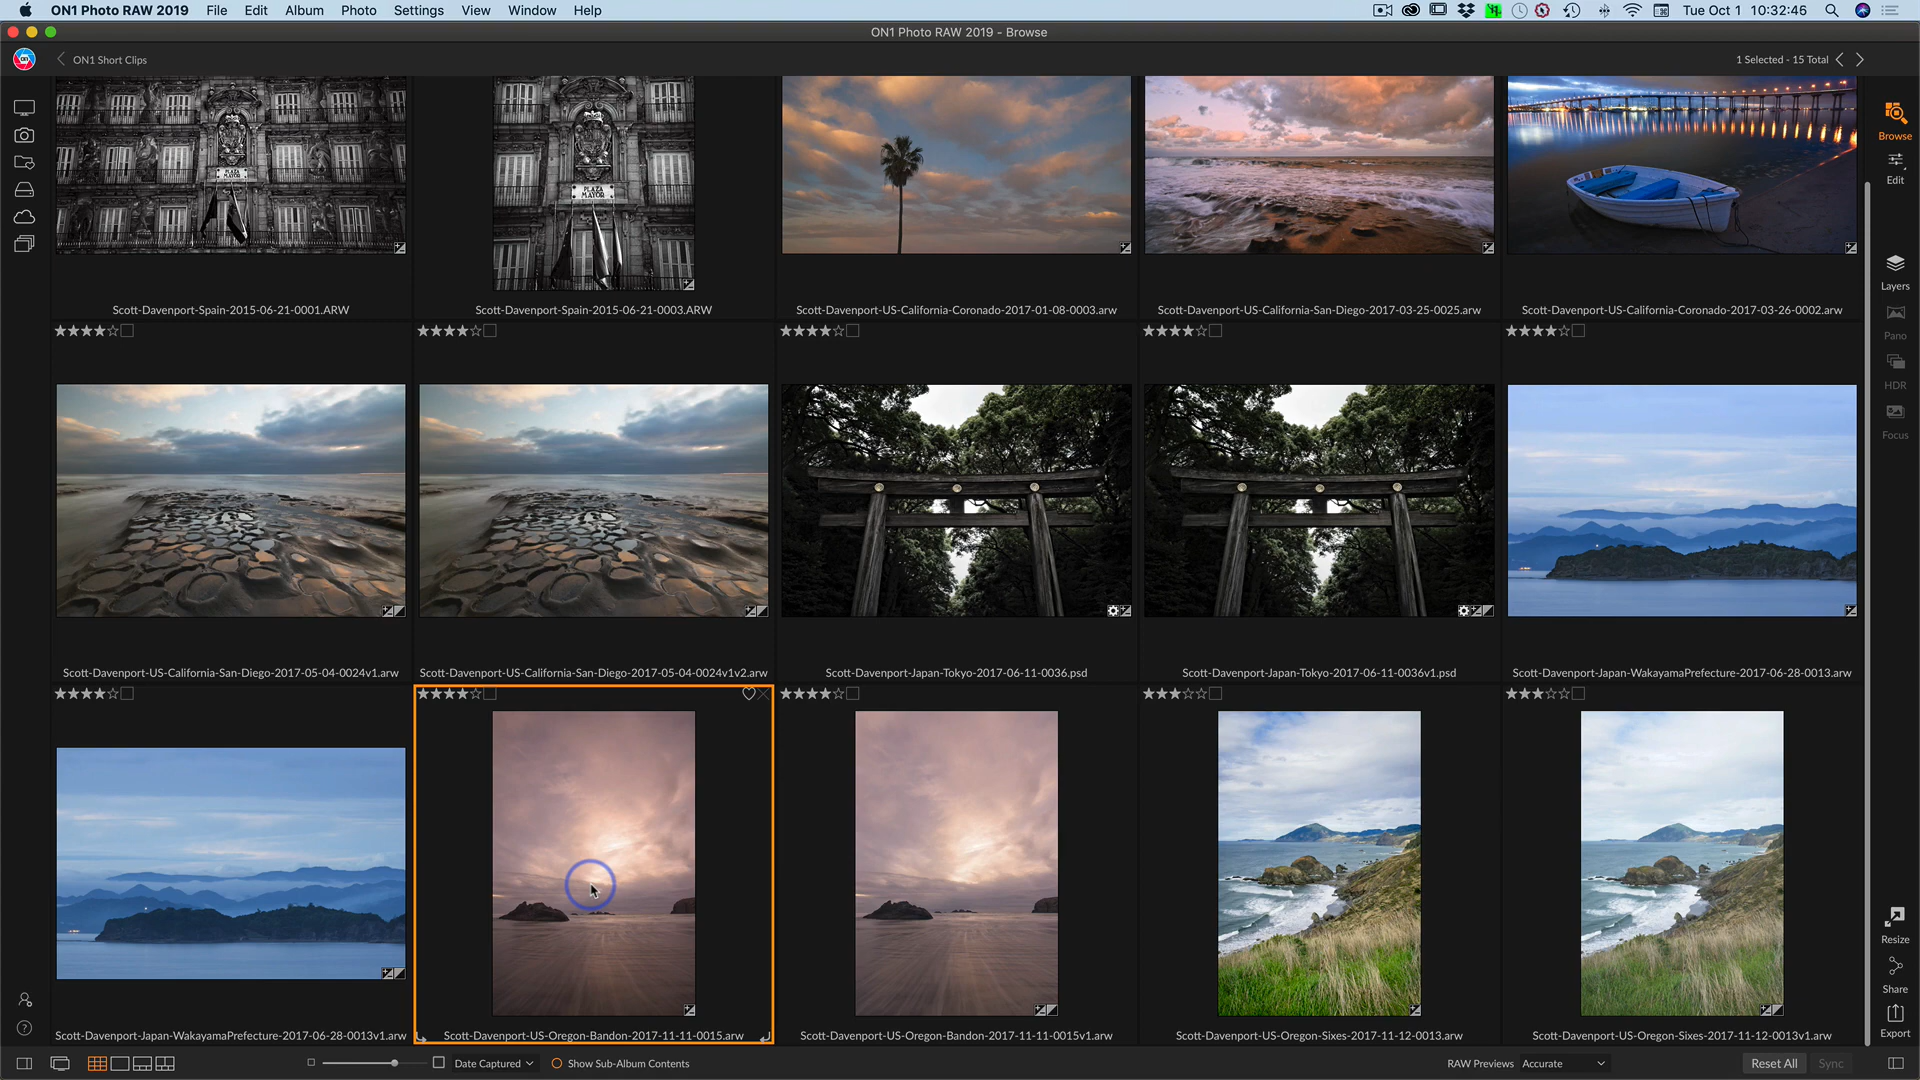 ON1 Photo RAW 2019 File Edit Album Photo Settings View Window Help Tue Oct 1 10:32:46
ON1 Photo RAW 2019 - Browse
ON1 Short Clips 1 Selected - 15 Total
PLAZA MAYOR
PLAZA MAYOR
Browse
Edit
Layers
Pano
HDR
Focus
Scott-Davenport-Spain-2015-06-21-0001.ARW Scott-Davenport-Spain-2015-06-21-0003.ARW Scott-Davenport-US-California-Coronado-2017-01-08-0003.arw Scott-Davenport-US-California-San-Diego-2017-03-25-0025.arw Scott-Davenport-US-California-Coronado-2017-03-26-0002.arw
Scott-Davenport-US-California-San-Diego-2017-05-04-0024v1.arw Scott-Davenport-US-California-San-Diego-2017-05-04-0024v1v2.arw Scott-Davenport-Japan-Tokyo-2017-06-11-0036.psd Scott-Davenport-Japan-Tokyo-2017-06-11-0036v1.psd Scott-Davenport-Japan-WakayamaPrefecture-2017-06-28-0013.arw
Resize
Share
Export
Scott-Davenport-Japan-WakayamaPrefecture-2017-06-28-0013v1.arw Scott-Davenport-US-Oregon-Bandon-2017-11-11-0015.arw Scott-Davenport-US-Oregon-Bandon-2017-11-11-0015v1.arw Scott-Davenport-US-Oregon-Sixes-2017-11-12-0013.arw Scott-Davenport-US-Oregon-Sixes-2017-11-12-0013v1.arw
Date Captured Show Sub-Album Contents RAW Previews Accurate Reset All Sync